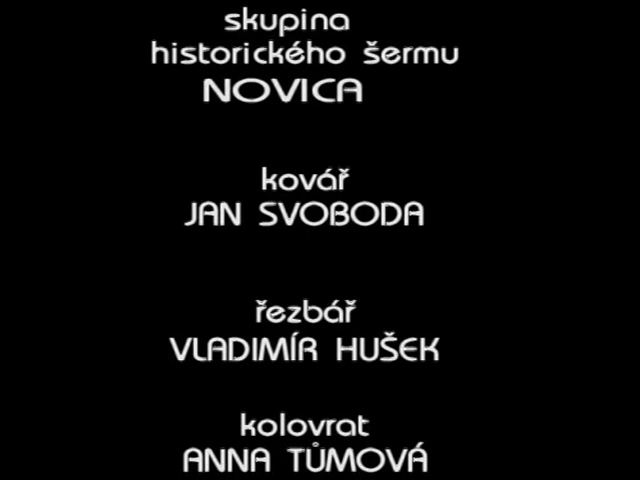 skupina
historického šermu
NOVICA
kovář
JAN SVOBODA
řezbář
VLADIMÍR HUŠEK
kolovrat
ANNA TŮMOVÁ